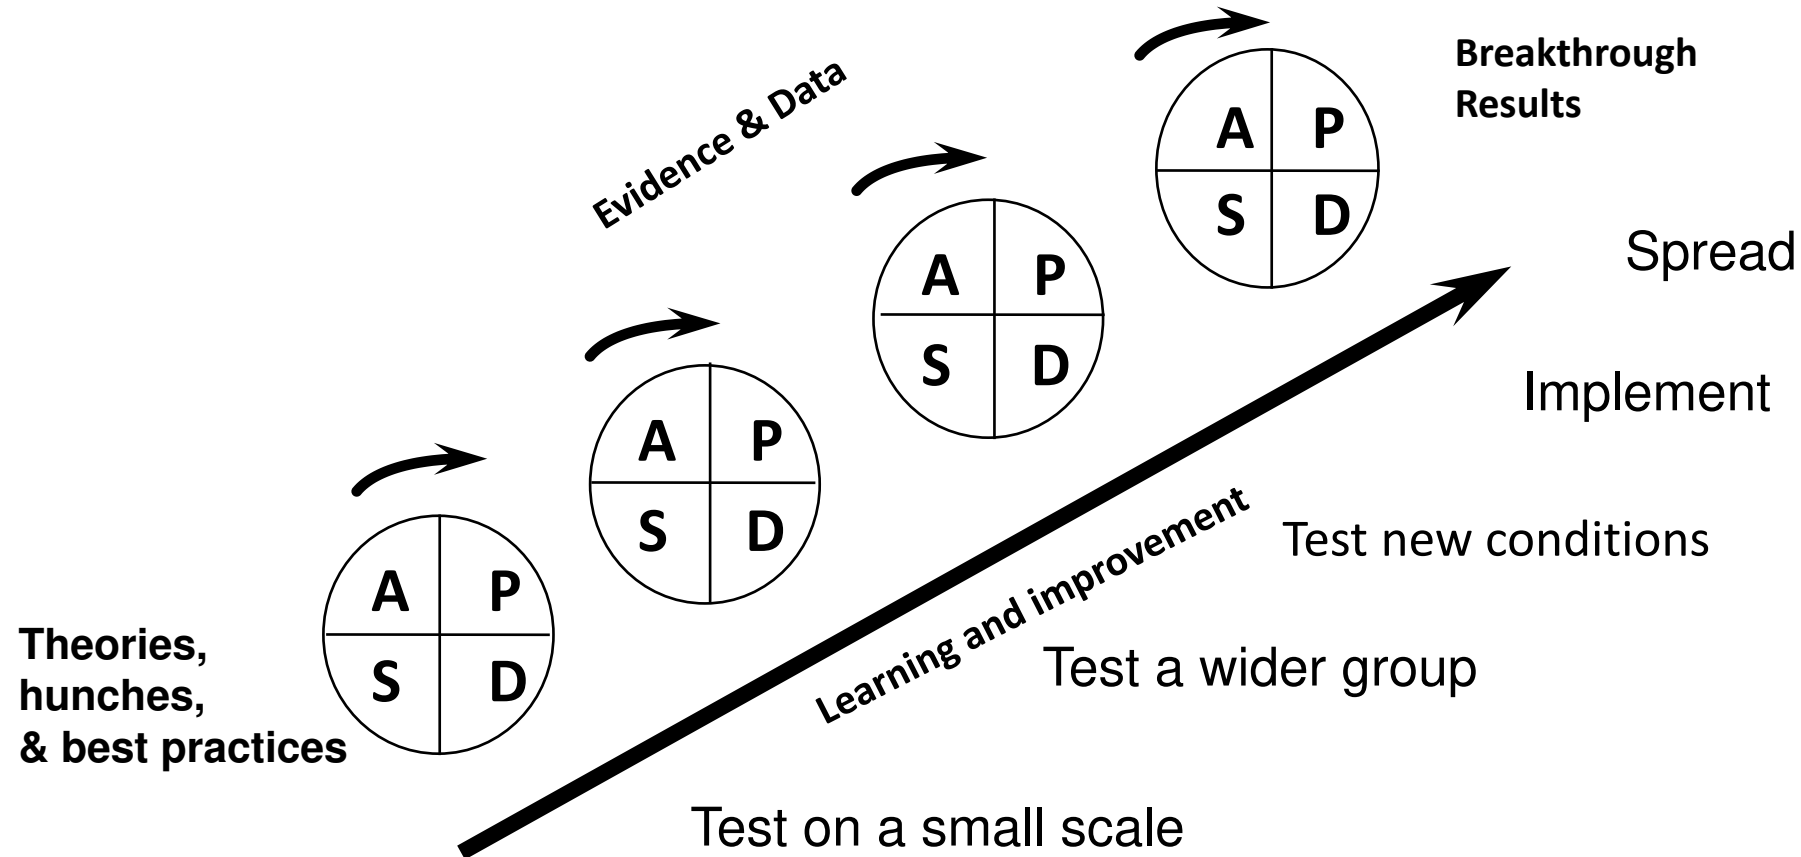 Breakthrough
Results
Evidence & Data
A P
S D
Spread
A P
S D
Implement
A P
S D
Learning and improvement
Test new conditions
A P
S D
Theories,
hunches,
& best practices
Test a wider group
Test on a small scale